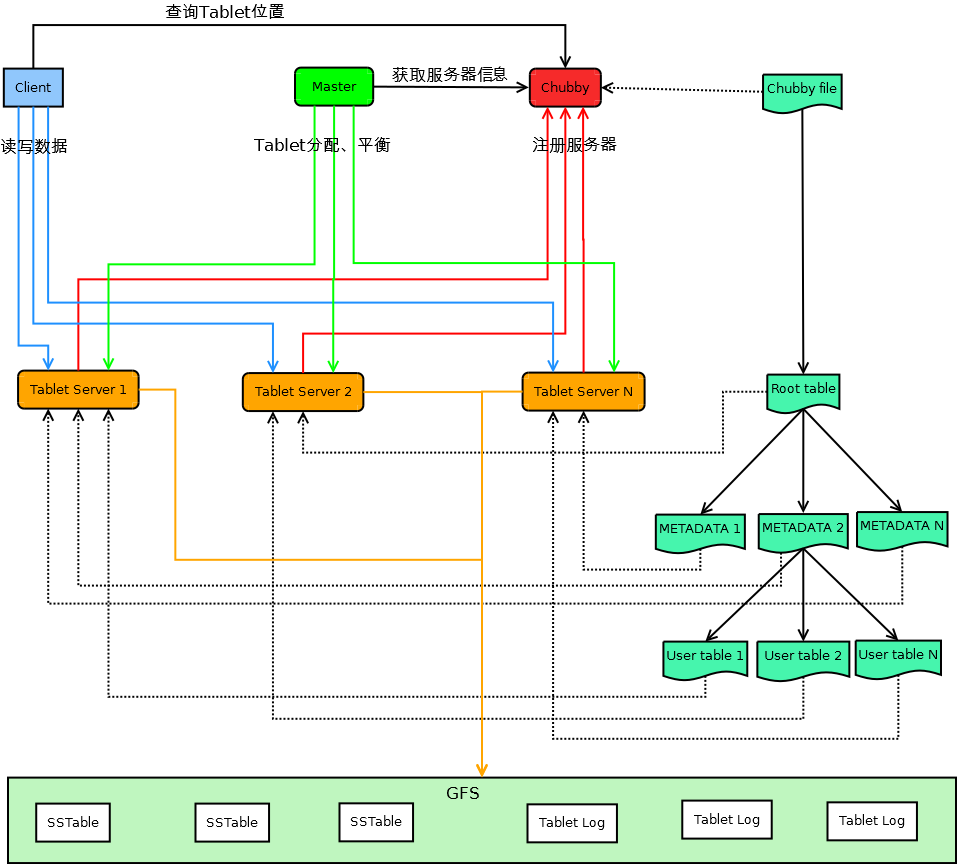 查询Tablet位置
Client
Master
获取服务器信息
Chubby
Chubby file
读写数据
Tablet分配、平衡
注册服务器
Tablet Server 1
Tablet Server 2
Tablet Server N
Root table
METADATA 1
METADATA 2
METADATA N
User table 1
User table 2
User table N
GFS
SSTable
SSTable
SSTable
Tablet Log
Tablet Log
Tablet Log